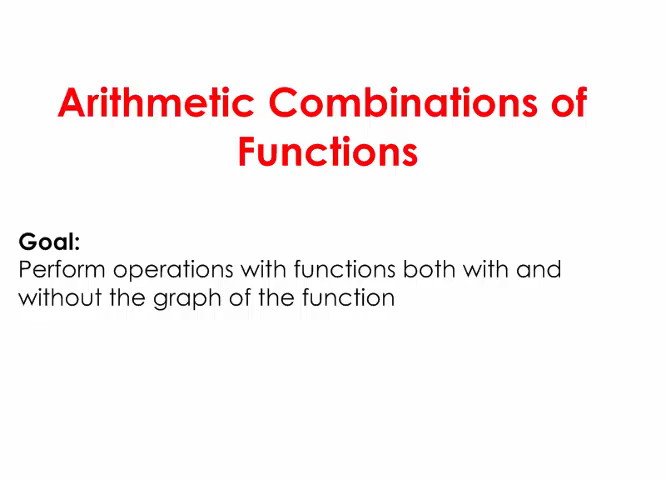 Arithmetic Combinations of
Functions
Goal:
Perform operations with functions both with and
without the graph of the function